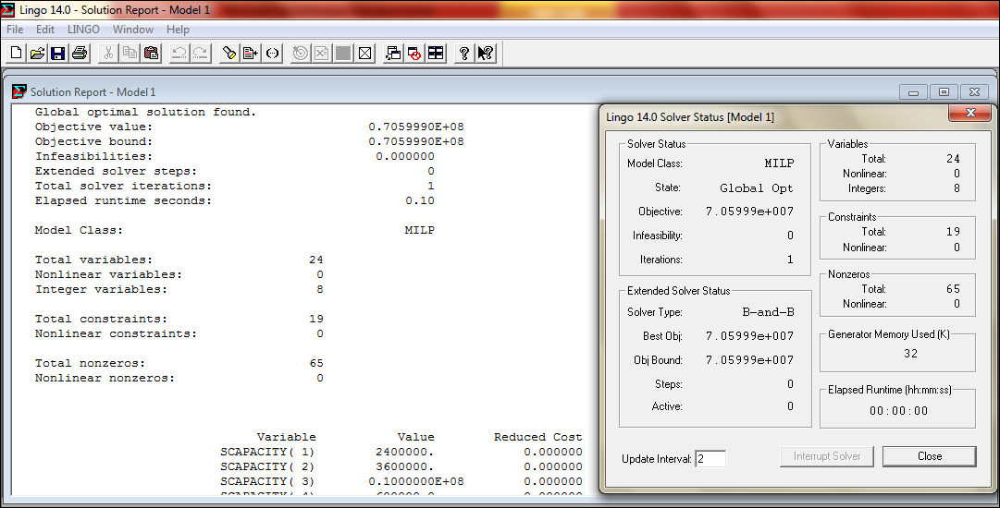 Lingo 14.0 - Solution Report - Model 1
File Edit LINGO Window Help
Solution Report - Model 1
Global optimal solution found.
Objective value: 0.7059990E+08
Objective bound: 0.7059990E+08
Infeasibilities: 0.000000
Extended solver steps: 0
Total solver iterations: 1
Elapsed runtime seconds: 0.10
Model Class: MILP
Total variables: 24
Nonlinear variables: 0
Integer variables: 8
Total constraints: 19
Nonlinear constraints: 0
Total nonzeros: 65
Nonlinear nonzeros: 0
Variable Value Reduced Cost
SCAPACITY( 1) 2400000. 0.000000
SCAPACITY( 2) 3600000. 0.000000
SCAPACITY( 3) 0.1000000E+08 0.000000
Lingo 14.0 Solver Status [Model 1]
Solver Status
Model Class: MILP
State: Global Opt
Objective: 7.05999e+007
Infeasibility: 0
Iterations: 1
Extended Solver Status
Solver Type: B-and-B
Best Obj: 7.05999e+007
Obj Bound: 7.05999e+007
Steps: 0
Active: 0
Variables
Total: 24
Nonlinear: 0
Integers: 8
Constraints
Total: 19
Nonlinear: 0
Nonzeros
Total: 65
Nonlinear: 0
Generator Memory Used (K)
32
Elapsed Runtime (hh:mm:ss)
00:00:00
Update Interval: 2
Interrupt Solver
Close